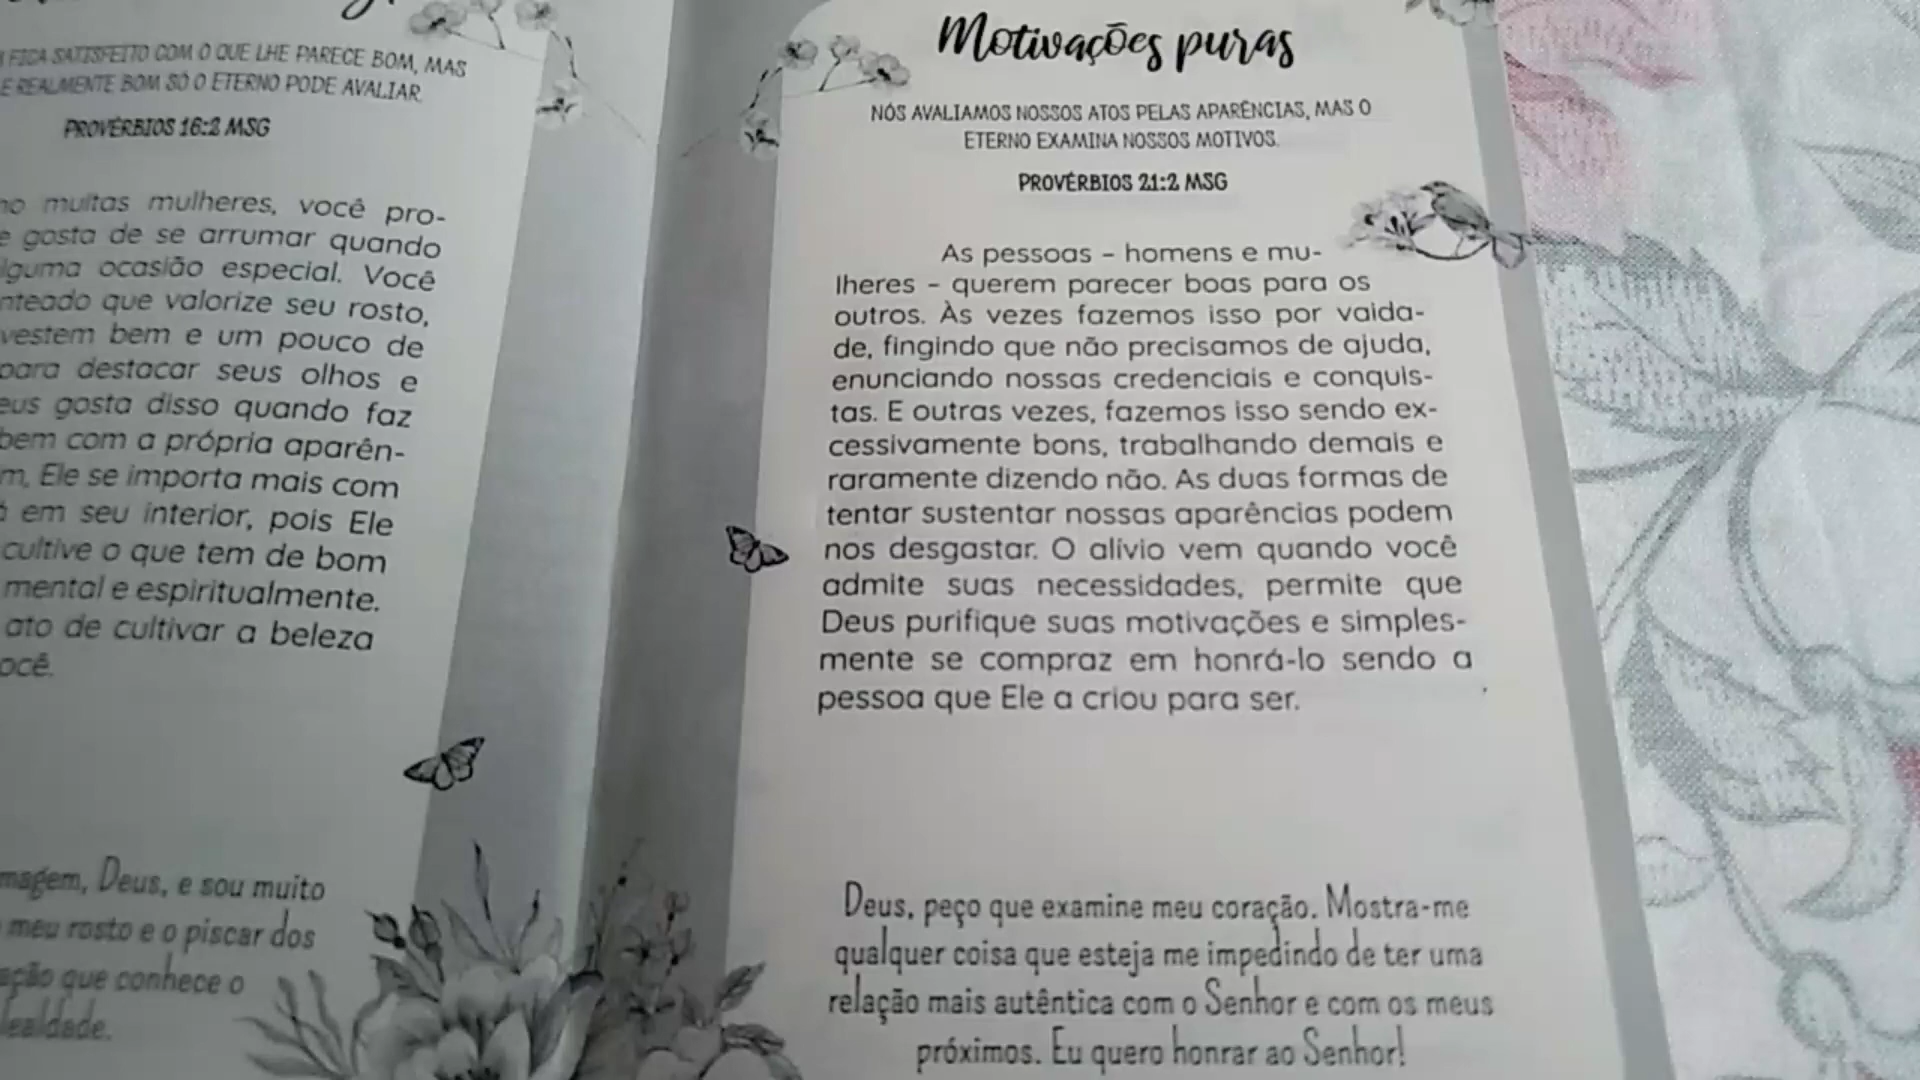 FICA SATISFEITO COM O QUE LHE PARECE BOM, MAS
E REALMENTE BOM SÓ O ETERNO PODE AVALIAR.
PROVÉRBIOS 16:2 MSG
muitas mulheres, você pro-
e gosta de se arrumar quando
lguma ocasião especial. Você
nteado que valorize seu rosto,
vestem bem e um pouco de
para destacar seus olhos e
eus gosta disso quando faz
bem com a própria aparên-
m, Ele se importa mais com
em seu interior, pois Ele
cultive o que tem de bom
mental e espiritualmente.
ato de cultivar a beleza
ocê.
magem, Deus, e sou muito
meu rosto e o piscar dos
ação que conhece o
lealdade.
Motivações puras
NÓS AVALIAMOS NOSSOS ATOS PELAS APARÊNCIAS, MAS O
ETERNO EXAMINA NOSSOS MOTIVOS.
PROVÉRBIOS 21:2 MSG
As pessoas – homens e mu-
lheres – querem parecer boas para os
outros. Às vezes fazemos isso por vaida-
de, fingindo que não precisamos de ajuda,
enunciando nossas credenciais e conquis-
tas. E outras vezes, fazemos isso sendo ex-
cessivamente bons, trabalhando demais e
raramente dizendo não. As duas formas de
tentar sustentar nossas aparências podem
nos desgastar. O alívio vem quando você
admite suas necessidades, permite que
Deus purifique suas motivações e simples-
mente se compraz em honrá-lo sendo a
pessoa que Ele a criou para ser.
Deus, peço que examine meu coração. Mostra-me
qualquer coisa que esteja me impedindo de ter uma
relação mais autêntica com o Senhor e com os meus
próximos. Eu quero honrar ao Senhor!